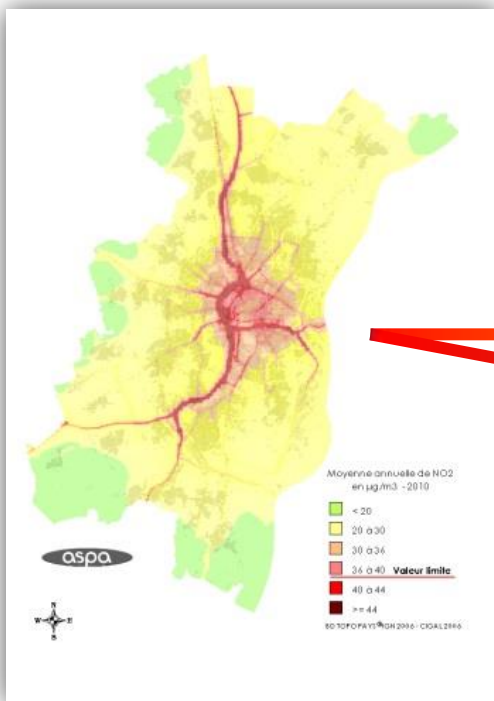 Moyenne annuelle de NO2
en µg/m3 - 2010
< 20
20 à 30
30 à 36
36 à 40 Valeur limite
40 à 44
>= 44
aspa
N
W E
S